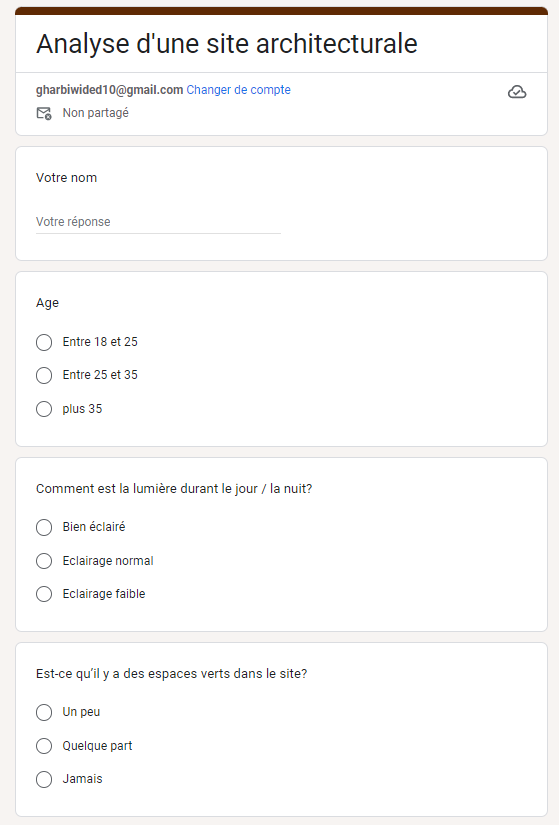 Analyse d'une site architecturale
gharbiwided10@gmail.com Changer de compte
Non partagé
Votre nom
Votre réponse
Age
Entre 18 et 25
Entre 25 et 35
plus 35
Comment est la lumière durant le jour / la nuit?
Bien éclairé
Eclairage normal
Eclairage faible
Est-ce qu’il y a des espaces verts dans le site?
Un peu
Quelque part
Jamais